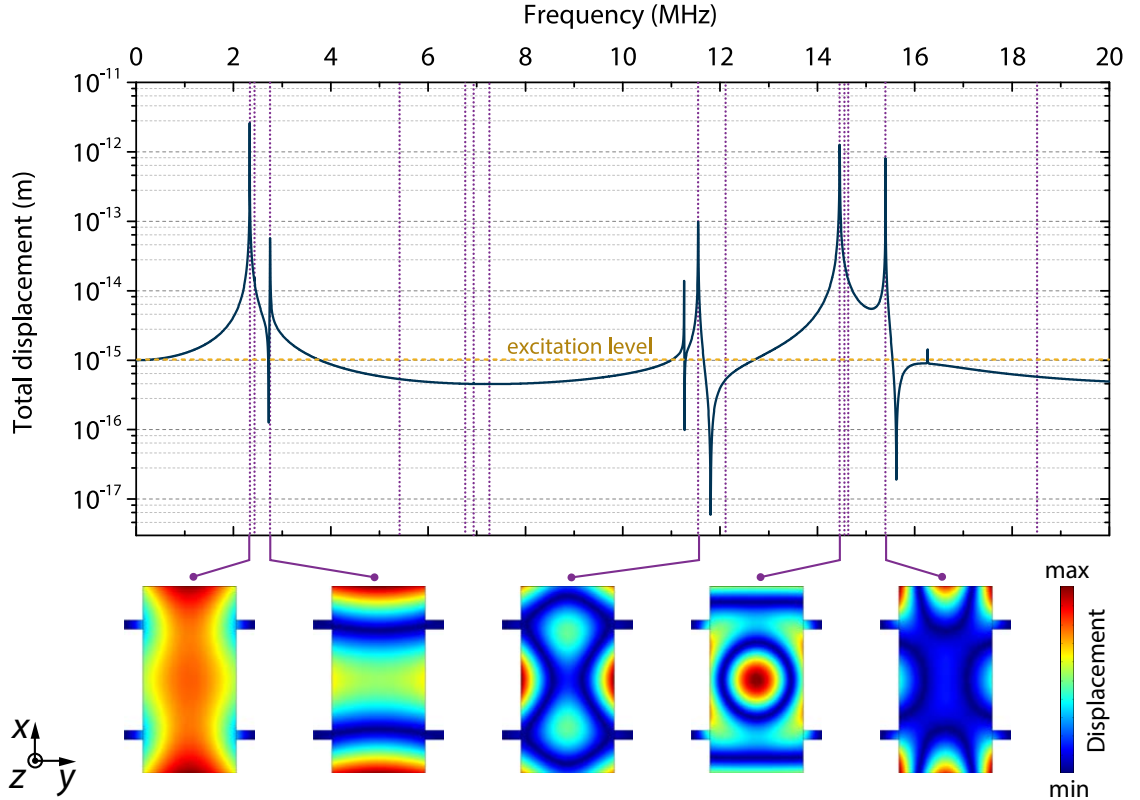 Frequency (MHz)
0 2 4 6 8 10 12 14 16 18 20
Total displacement (m)
10⁻¹¹
10⁻¹²
10⁻¹³
10⁻¹⁴
10⁻¹⁵
10⁻¹⁶
10⁻¹⁷
excitation level
max
Displacement
min
x
z y